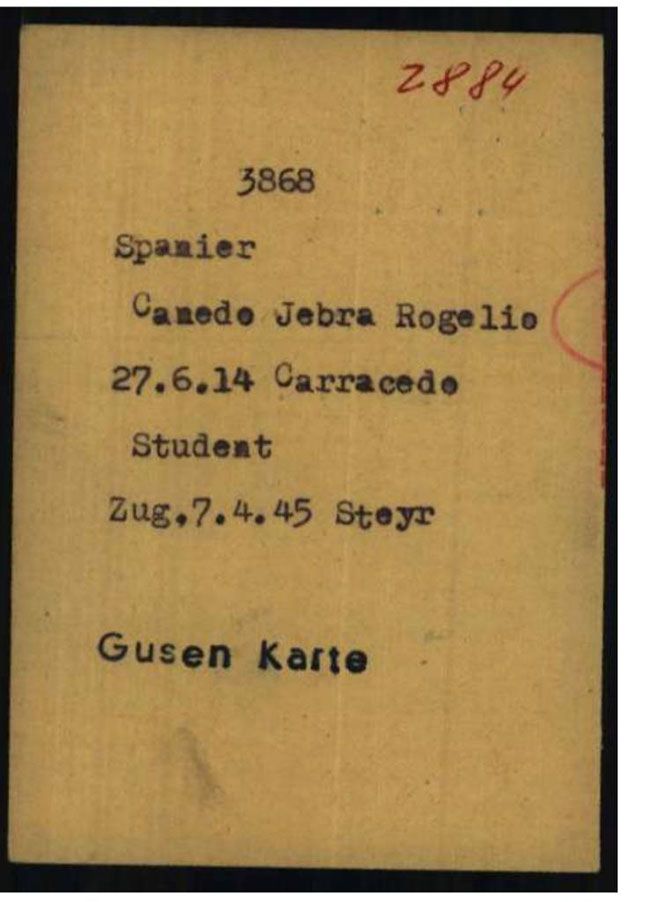 2884
3868
Spanier
Canedo Jebra Rogelio
27.6.14 Carracedo
Student
Zug.7.4.45 Steyr
Gusen Karte